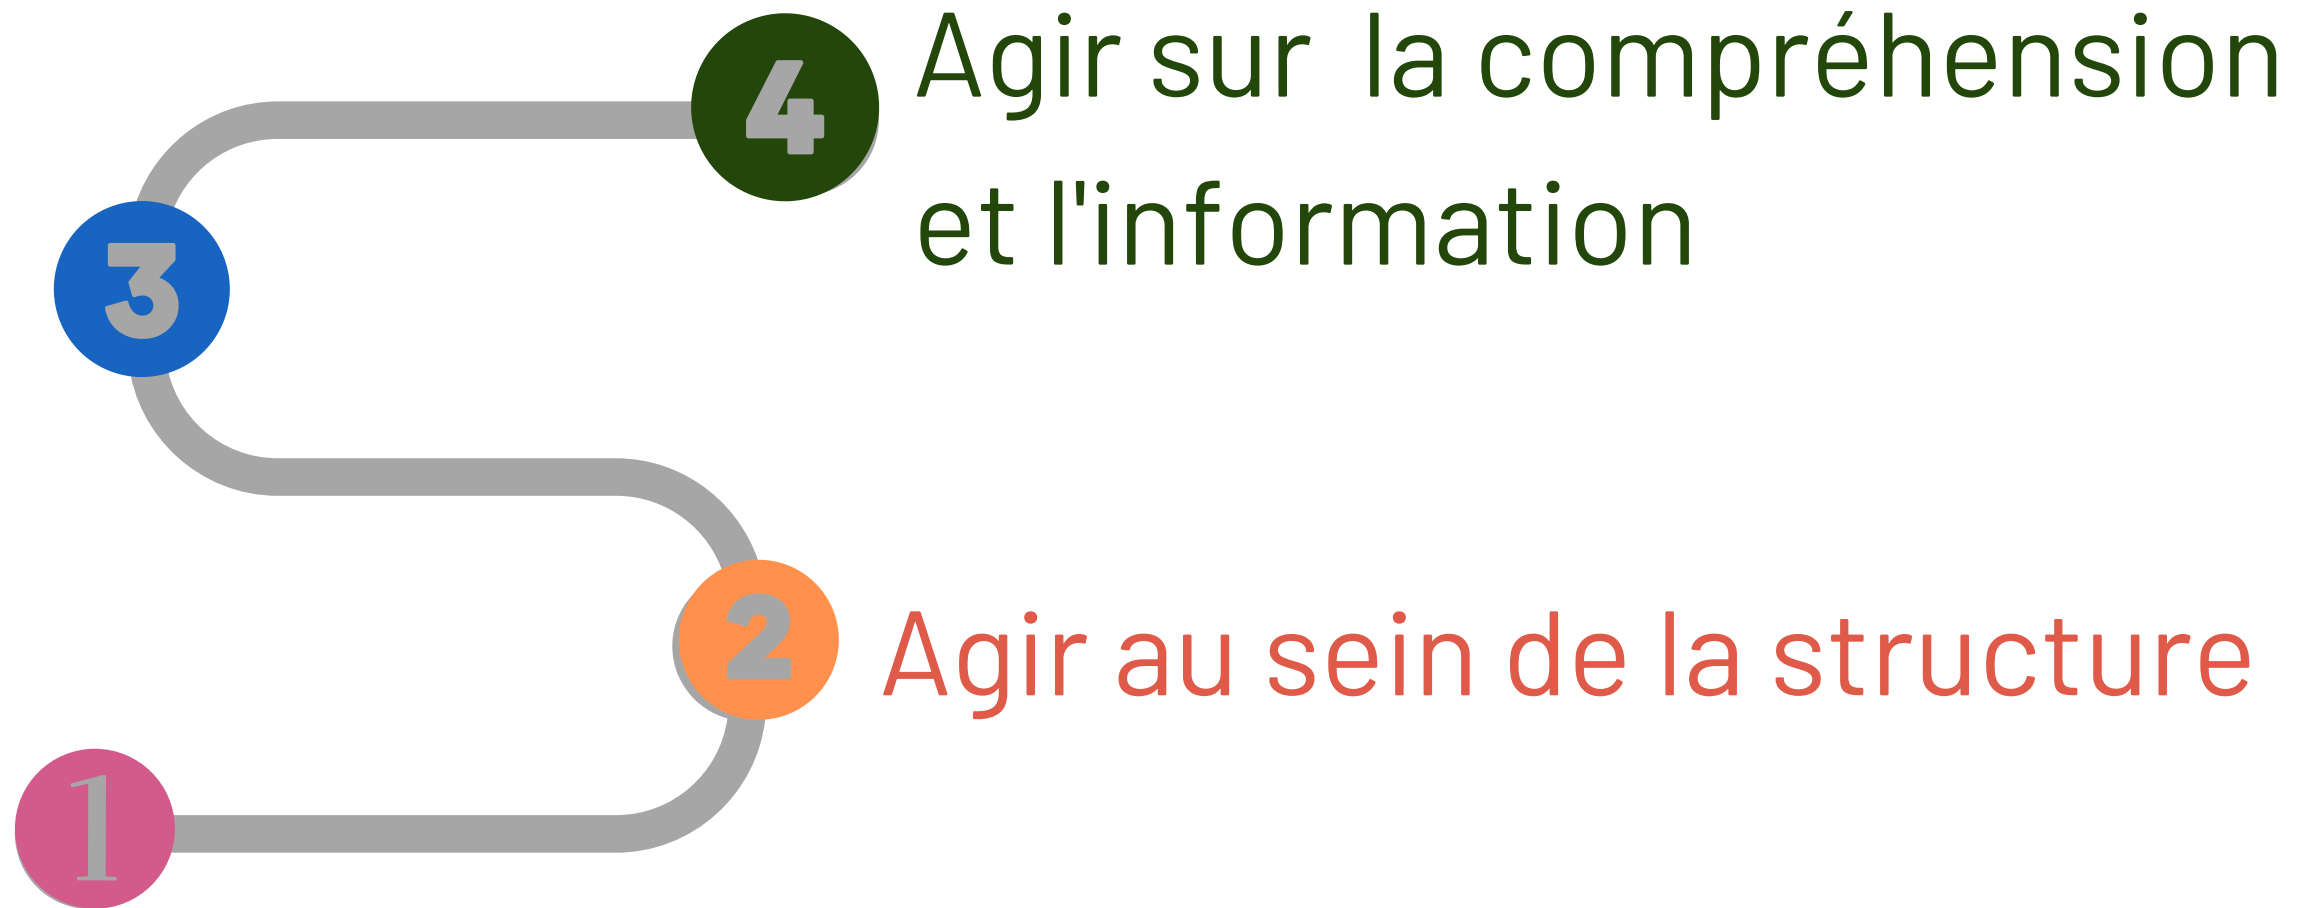 4 Agir sur  la compréhension
et l'information
3
2 Agir au sein de la structure
1